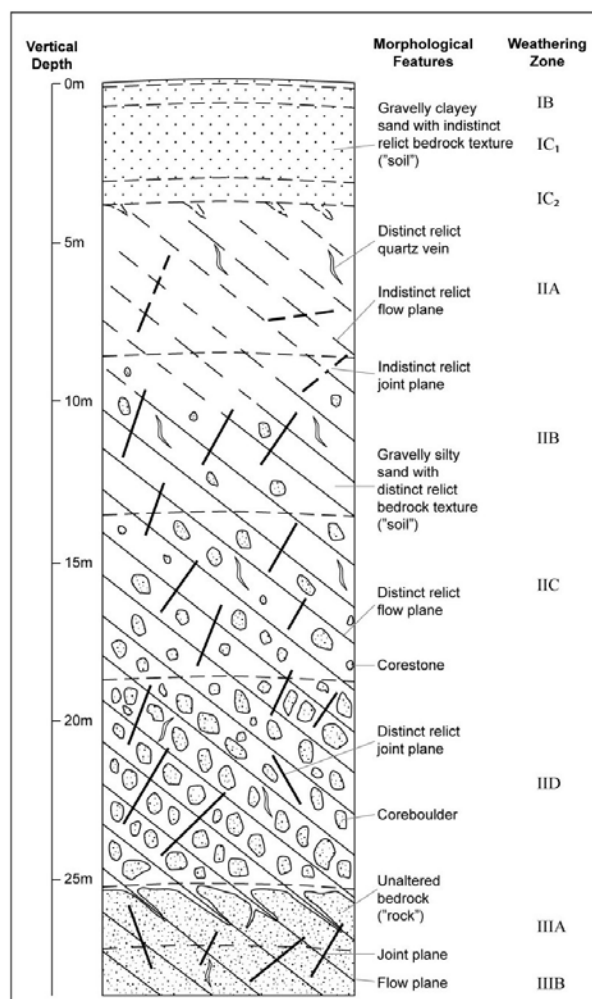 Vertical
Depth
Morphological
Features
Weathering
Zone
0m
5m
10m
15m
20m
25m
Gravelly clayey
sand with indistinct
relict bedrock texture
("soil")
Distinct relict
quartz vein
Indistinct relict
flow plane
Indistinct relict
joint plane
Gravelly silty
sand with
distinct relict
bedrock texture
("soil")
Distinct relict
flow plane
Corestone
Distinct relict
joint plane
Coreboulder
Unaltered
bedrock
("rock")
Joint plane
Flow plane
IB
IC₁
IC₂
IIA
IIB
IIC
IID
IIIA
IIIB